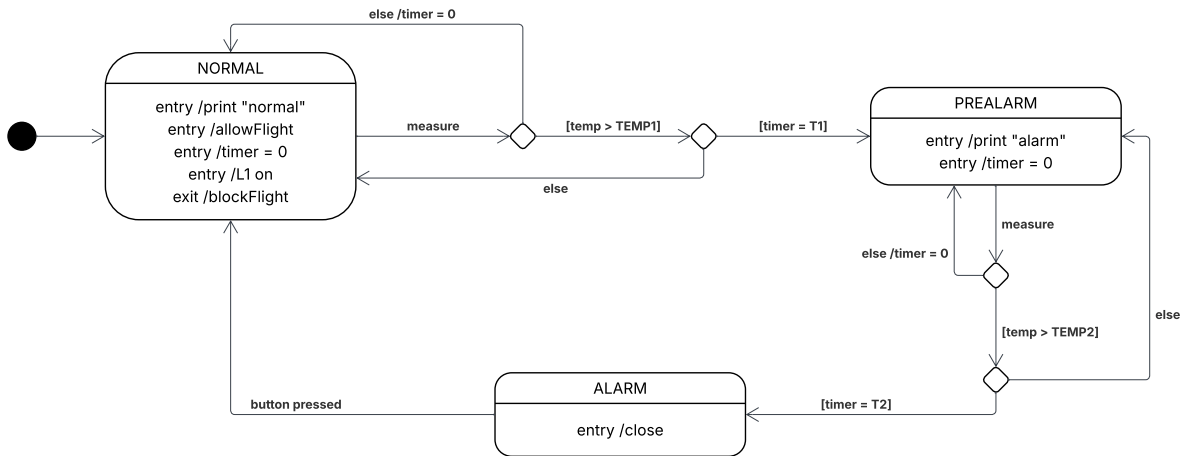 else /timer = 0
NORMAL
entry /print "normal"
entry /allowFlight
entry /timer = 0
entry /L1 on
exit /blockFlight
measure
[temp > TEMP1]
[timer = T1]
else
PREALARM
entry /print "alarm"
entry /timer = 0
measure
else /timer = 0
else
[temp > TEMP2]
ALARM
entry /close
button pressed
[timer = T2]